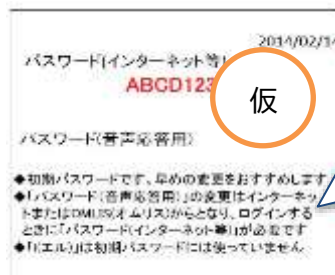 2014/02/14
パスワード(インターネット等)
ABCD123
仮
パスワード(音声応答用)
◆初期パスワードです、早めの変更をおすすめします
◆「パスワード(音声応答用)」の変更はインターネッ
トまたはOMLIS(オムリス)からとなり、ログインする
ときに「パスワード(インターネット等)」が必要です
◆「l(エル)」は初期パスワードには使っていません